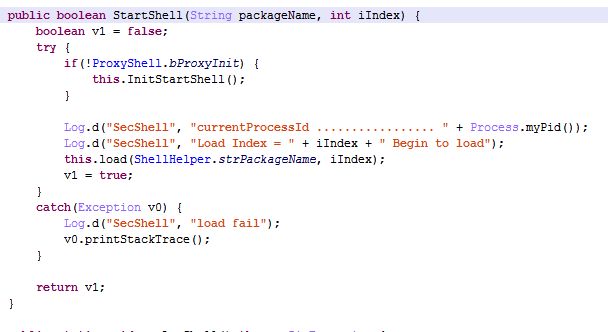 public boolean StartShell(String packageName, int iIndex) {
boolean v1 = false;
try {
if(!ProxyShell.bProxyInit) {
this.InitStartShell();
}
Log.d("SecShell", "currentProcessId ................. " + Process.myPid());
Log.d("SecShell", "Load Index = " + iIndex + " Begin to load");
this.load(ShellHelper.strPackageName, iIndex);
v1 = true;
}
catch(Exception v0) {
Log.d("SecShell", "load fail");
v0.printStackTrace();
}
return v1;
}